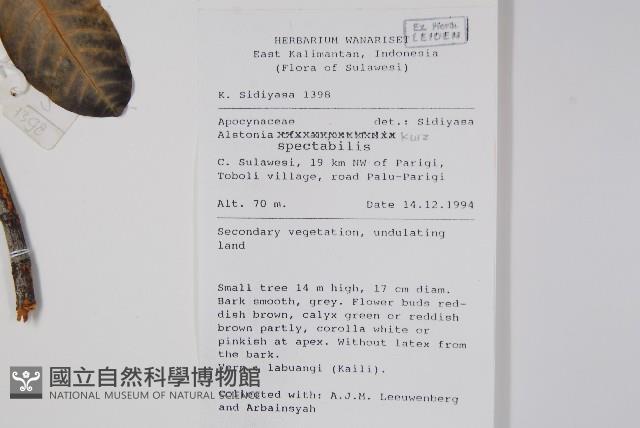 Ex Herb.
LEIDEN
HERBARIUM WANARISET
East Kalimantan, Indonesia
(Flora of Sulawesi)
K. Sidiyasa 1398
Apocynaceae det.: Sidiyasa
Alstonia Kurz
spectabilis
C. Sulawesi, 19 km NW of Parigi,
Toboli village, road Palu-Parigi
Alt. 70 m. Date 14.12.1994
Secondary vegetation, undulating
land
Small tree 14 m high, 17 cm diam.
Bark smooth, grey. Flower buds red-
dish brown, calyx green or reddish
brown partly, corolla white or
pinkish at apex. Without latex from
the bark.
labuangi (Kaili).
Collected with: A.J.M. Leeuwenberg
and Arbainsyah
1398
國立自然科學博物館
NATIONAL MUSEUM OF NATURAL SCIENCE